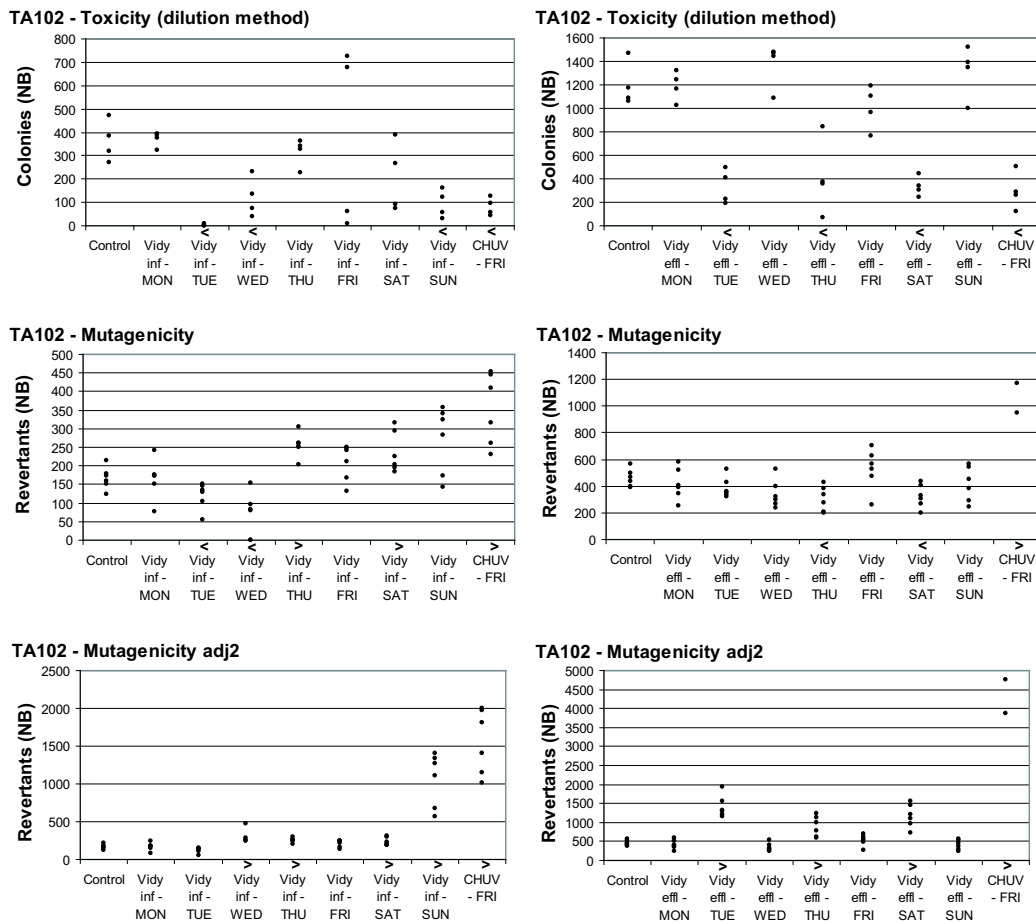 TA102 - Toxicity (dilution method)
Colonies (NB)
800
700
600
500
400
300
200
100
0
< < < <
Control Vidy inf - MON Vidy inf - TUE Vidy inf - WED Vidy inf - THU Vidy inf - FRI Vidy inf - SAT Vidy inf - SUN CHUV - FRI
TA102 - Toxicity (dilution method)
Colonies (NB)
1600
1400
1200
1000
800
600
400
200
0
< < < <
Control Vidy effl - MON Vidy effl - TUE Vidy effl - WED Vidy effl - THU Vidy effl - FRI Vidy effl - SAT Vidy effl - SUN CHUV - FRI
TA102 - Mutagenicity
Revertants (NB)
500
450
400
350
300
250
200
150
100
50
0
< < > > >
Control Vidy inf - MON Vidy inf - TUE Vidy inf - WED Vidy inf - THU Vidy inf - FRI Vidy inf - SAT Vidy inf - SUN CHUV - FRI
TA102 - Mutagenicity
Revertants (NB)
1400
1200
1000
800
600
400
200
0
< < >
Control Vidy effl - MON Vidy effl - TUE Vidy effl - WED Vidy effl - THU Vidy effl - FRI Vidy effl - SAT Vidy effl - SUN CHUV - FRI
TA102 - Mutagenicity adj2
Revertants (NB)
2500
2000
1500
1000
500
0
> > > > >
Control Vidy inf - MON Vidy inf - TUE Vidy inf - WED Vidy inf - THU Vidy inf - FRI Vidy inf - SAT Vidy inf - SUN CHUV - FRI
TA102 - Mutagenicity adj2
Revertants (NB)
5000
4500
4000
3500
3000
2500
2000
1500
1000
500
0
> > > >
Control Vidy effl - MON Vidy effl - TUE Vidy effl - WED Vidy effl - THU Vidy effl - FRI Vidy effl - SAT Vidy effl - SUN CHUV - FRI